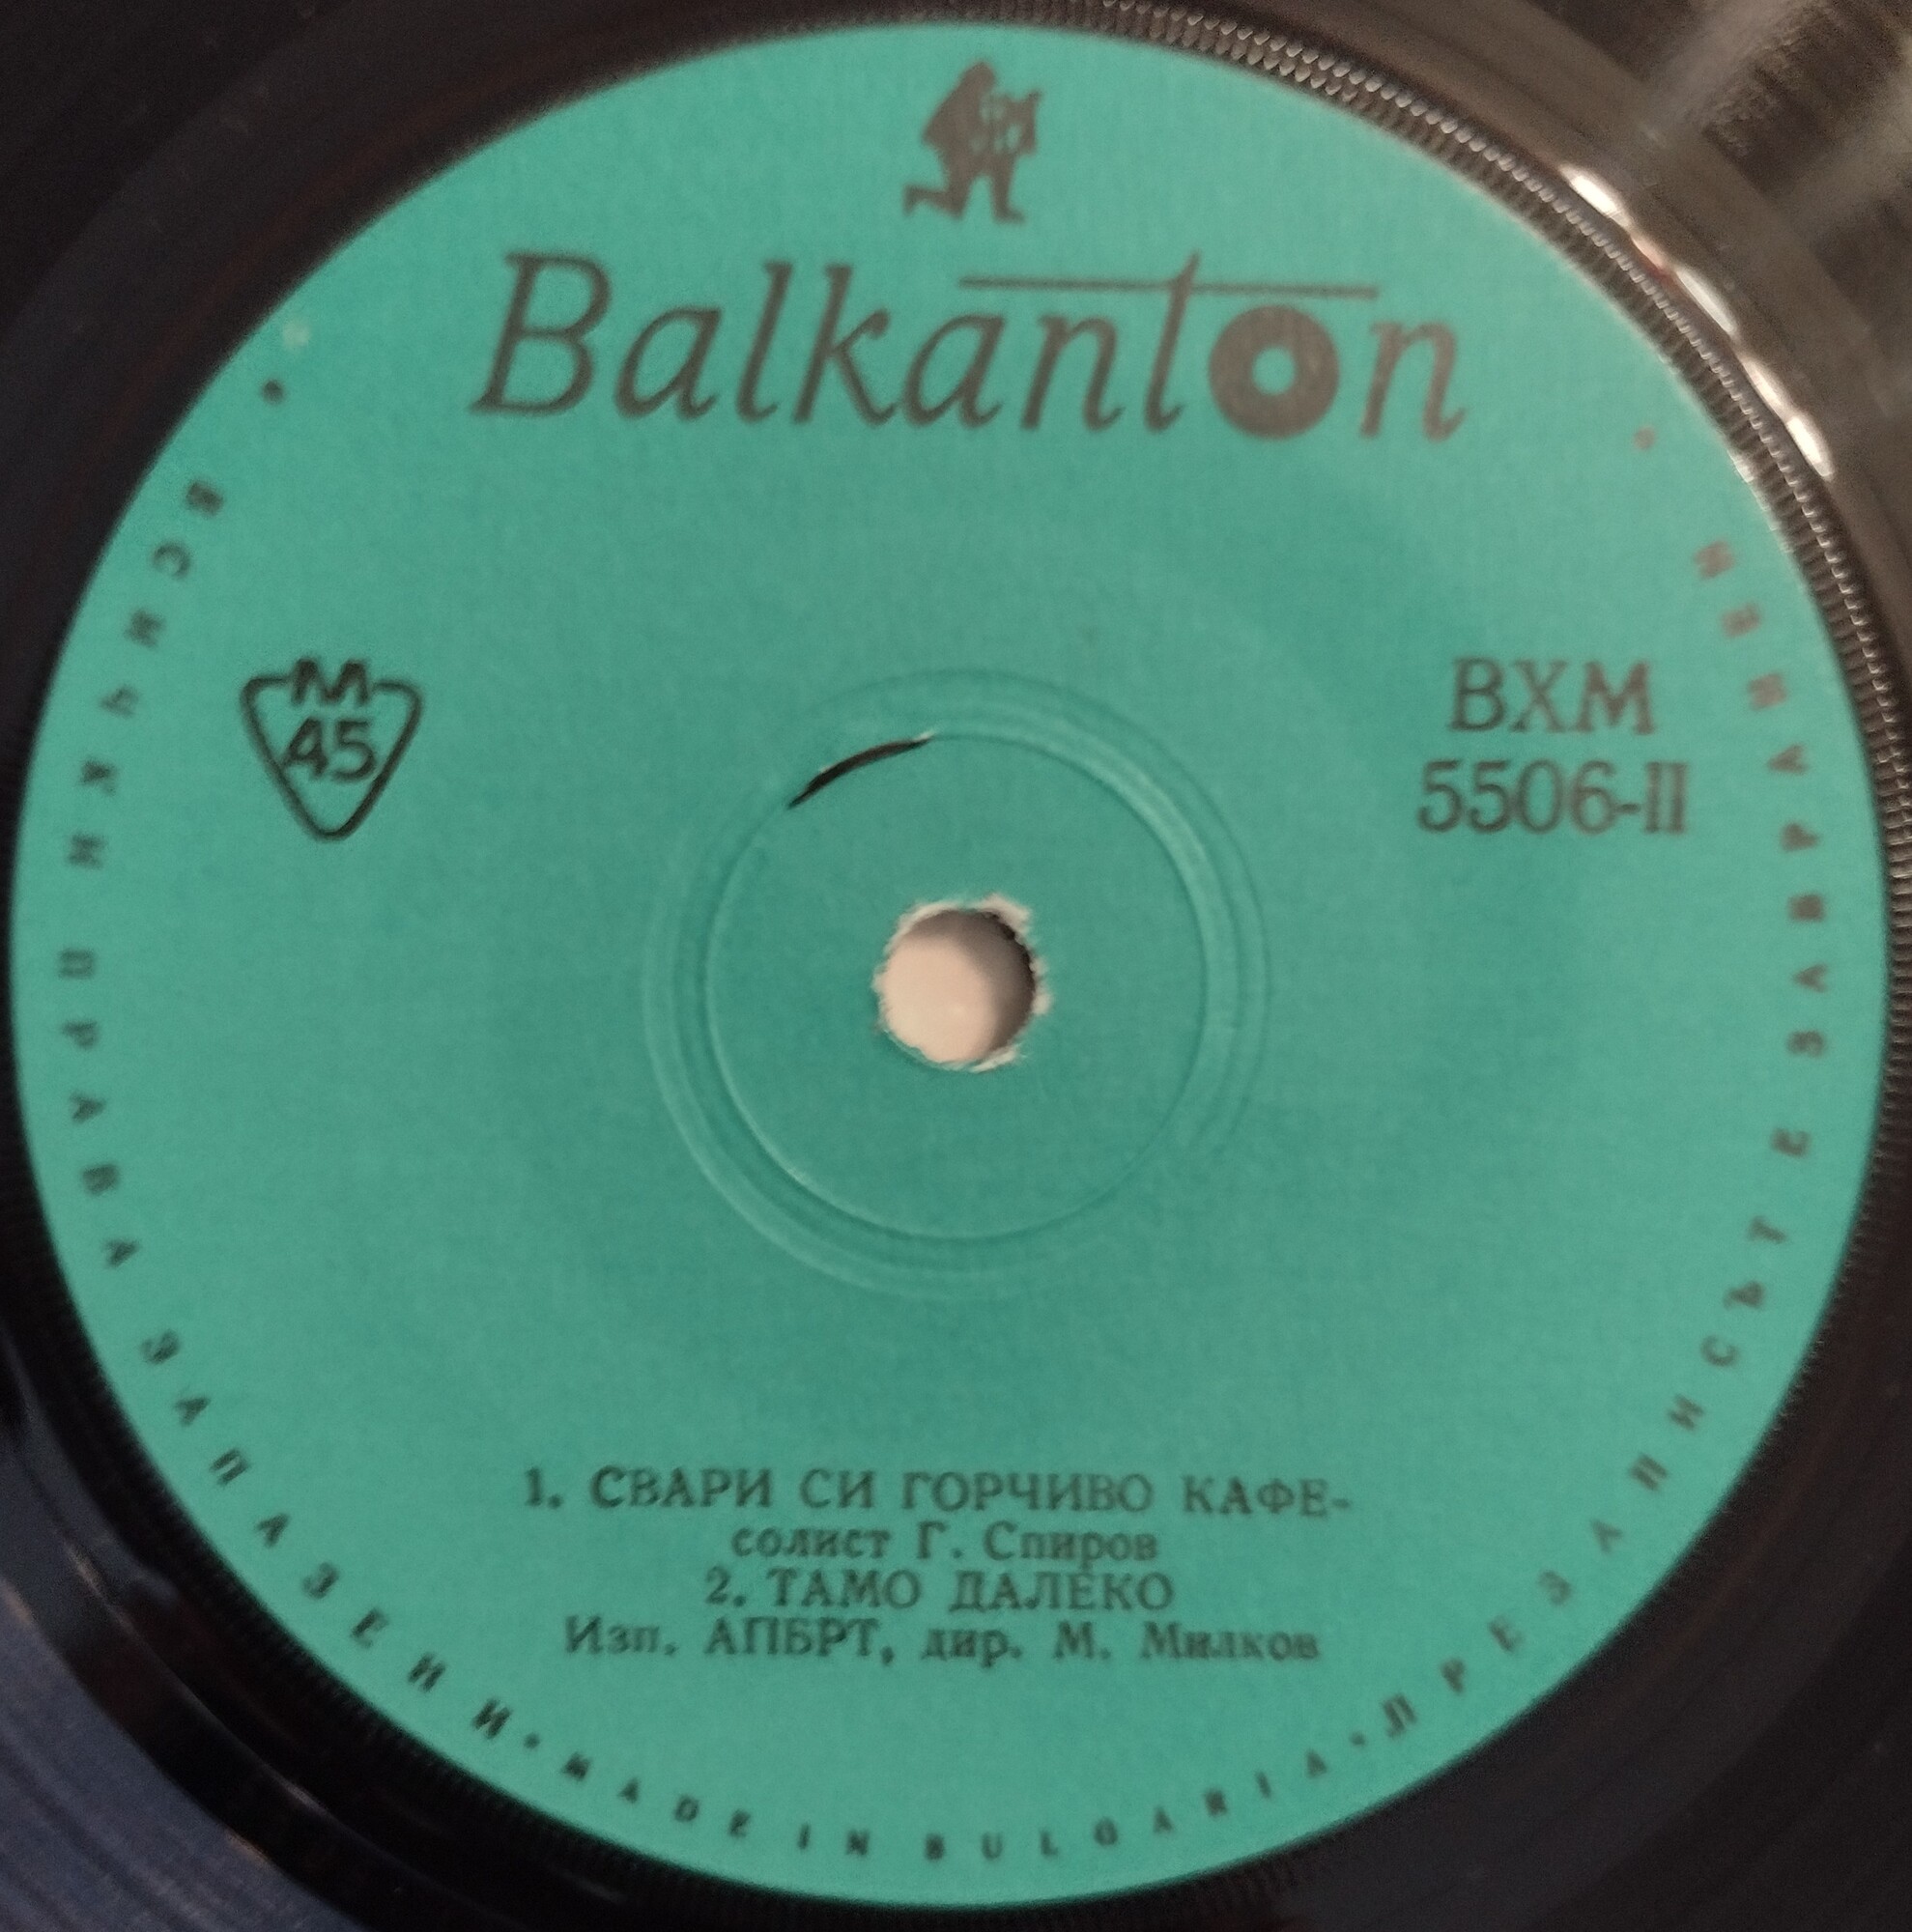 Balkanton
М
45
ВХМ
5506-II
1. СВАРИ СИ ГОРЧИВО КАФЕ-
солист Г. Спиров
2. ТАМО ДАЛЕКО
Изп. АПБРТ, дир. М. Милков
• ВСИЧКИ ПРАВА ЗАПАЗЕНИ • MADE IN BULGARIA • ПРЕЗАПИСЪТ Е ЗАБРАНЕН •